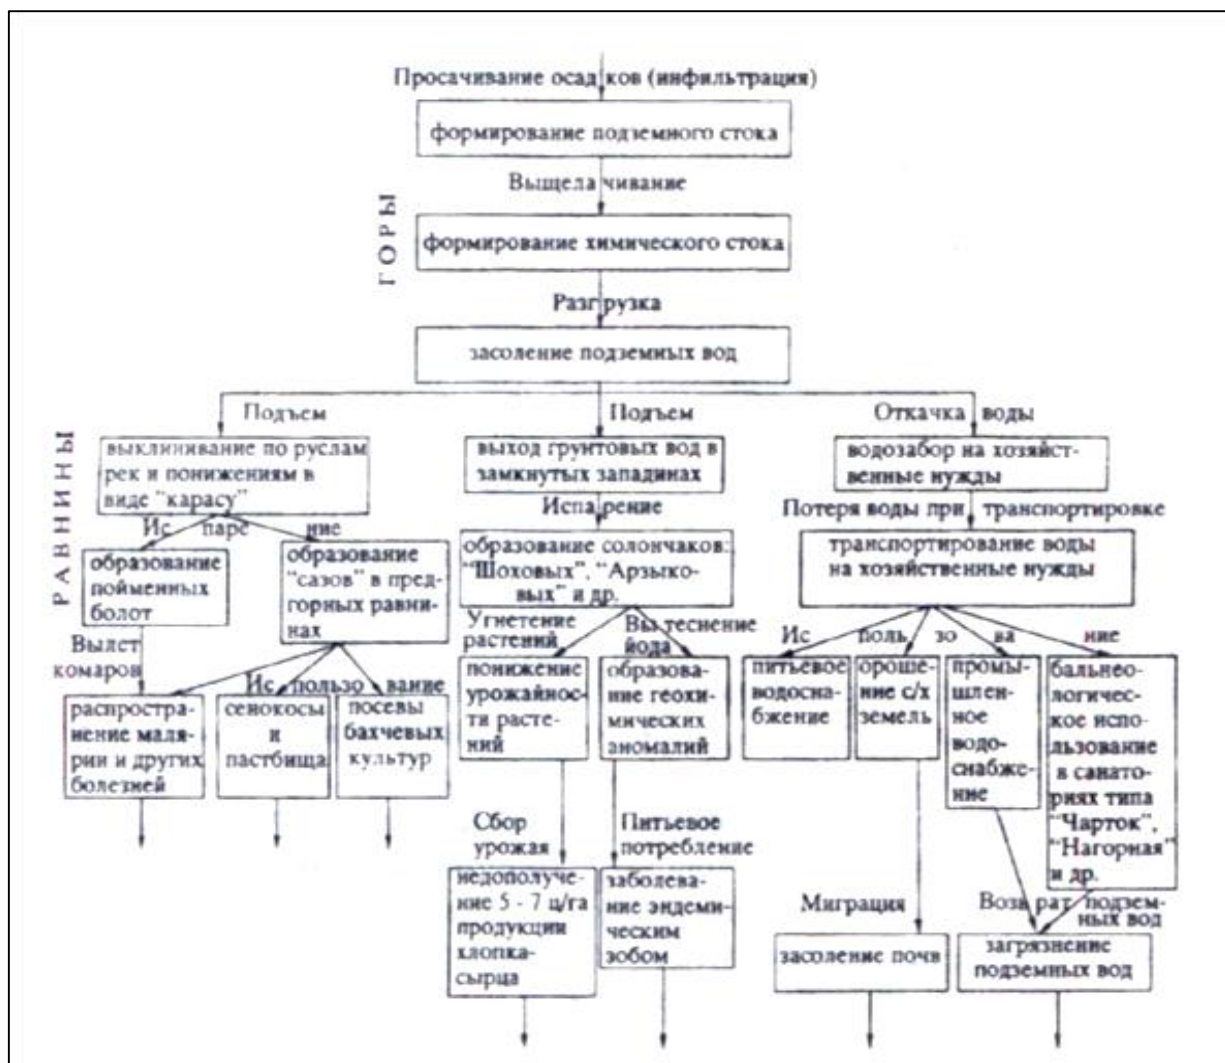 Просачивание осадков (инфильтрация)
формирование подземного стока
Выщелачивание
ГОРЫ
формирование химического стока
Разгрузка
засоление подземных вод
РАВНИНЫ
Подъем
Подъем
Откачка воды
выклинивание по руслам
рек и понижениям в
виде "карасу"
выход грунтовых вод в
замкнутых западинах
водозабор на хозяйст-
венные нужды
Испарение
Испарение
Потеря воды при транспортировке
образование
пойменных
болот
образование
"сазов" в пред-
горных равни-
нах
образование солончаков:
"Шоховых", "Арзыко-
вых" и др.
транспортирование воды
на хозяйственные нужды
Вылет
комаров
Использование
Угнетение
растений
Вытеснение
йода
Использование
распростра-
нение маля-
рии и других
болезней
сенокосы
и
пастбища
посевы
бахчевых
культур
понижение
урожайнос-
ти расте-
ний
образова-
ние геохи-
мических
аномалий
питьевое
водосна-
бжение
ороше-
ние с/х
земель
промы-
шлен-
ное
водо-
снабже-
ние
бальне-
ологичес-
кое испо-
льзование
в санато-
риях типа
"Чарток",
"Нагорная"
и др.
Сбор
урожая
Питьевое
потребление
Миграция
Возврат подзем-
ных вод
недополуче-
ние 5 - 7 ц/га
продукции
хлопка-
сырца
заболева-
ние эндеми-
ческим
зобом
засоление почв
загрязнение
подземных вод